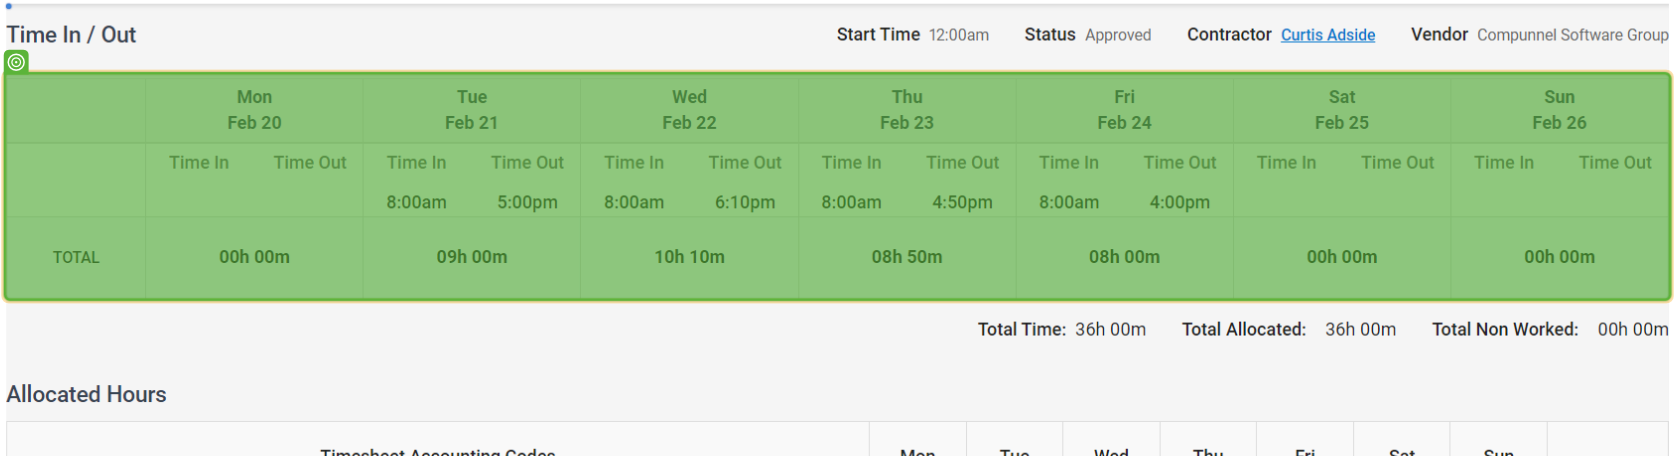 Time In / Out Start Time 12:00am Status Approved Contractor Curtis Adside Vendor Compunnel Software Group
Mon Tue Wed Thu Fri Sat Sun
Feb 20 Feb 21 Feb 22 Feb 23 Feb 24 Feb 25 Feb 26
Time In Time Out Time In Time Out Time In Time Out Time In Time Out Time In Time Out Time In Time Out Time In Time Out
8:00am 5:00pm 8:00am 6:10pm 8:00am 4:50pm 8:00am 4:00pm
TOTAL 00h 00m 09h 00m 10h 10m 08h 50m 08h 00m 00h 00m 00h 00m
Total Time: 36h 00m Total Allocated: 36h 00m Total Non Worked: 00h 00m
Allocated Hours
Timesheet Accounting Codes Mon Tue Wed Thu Fri Sat Sun